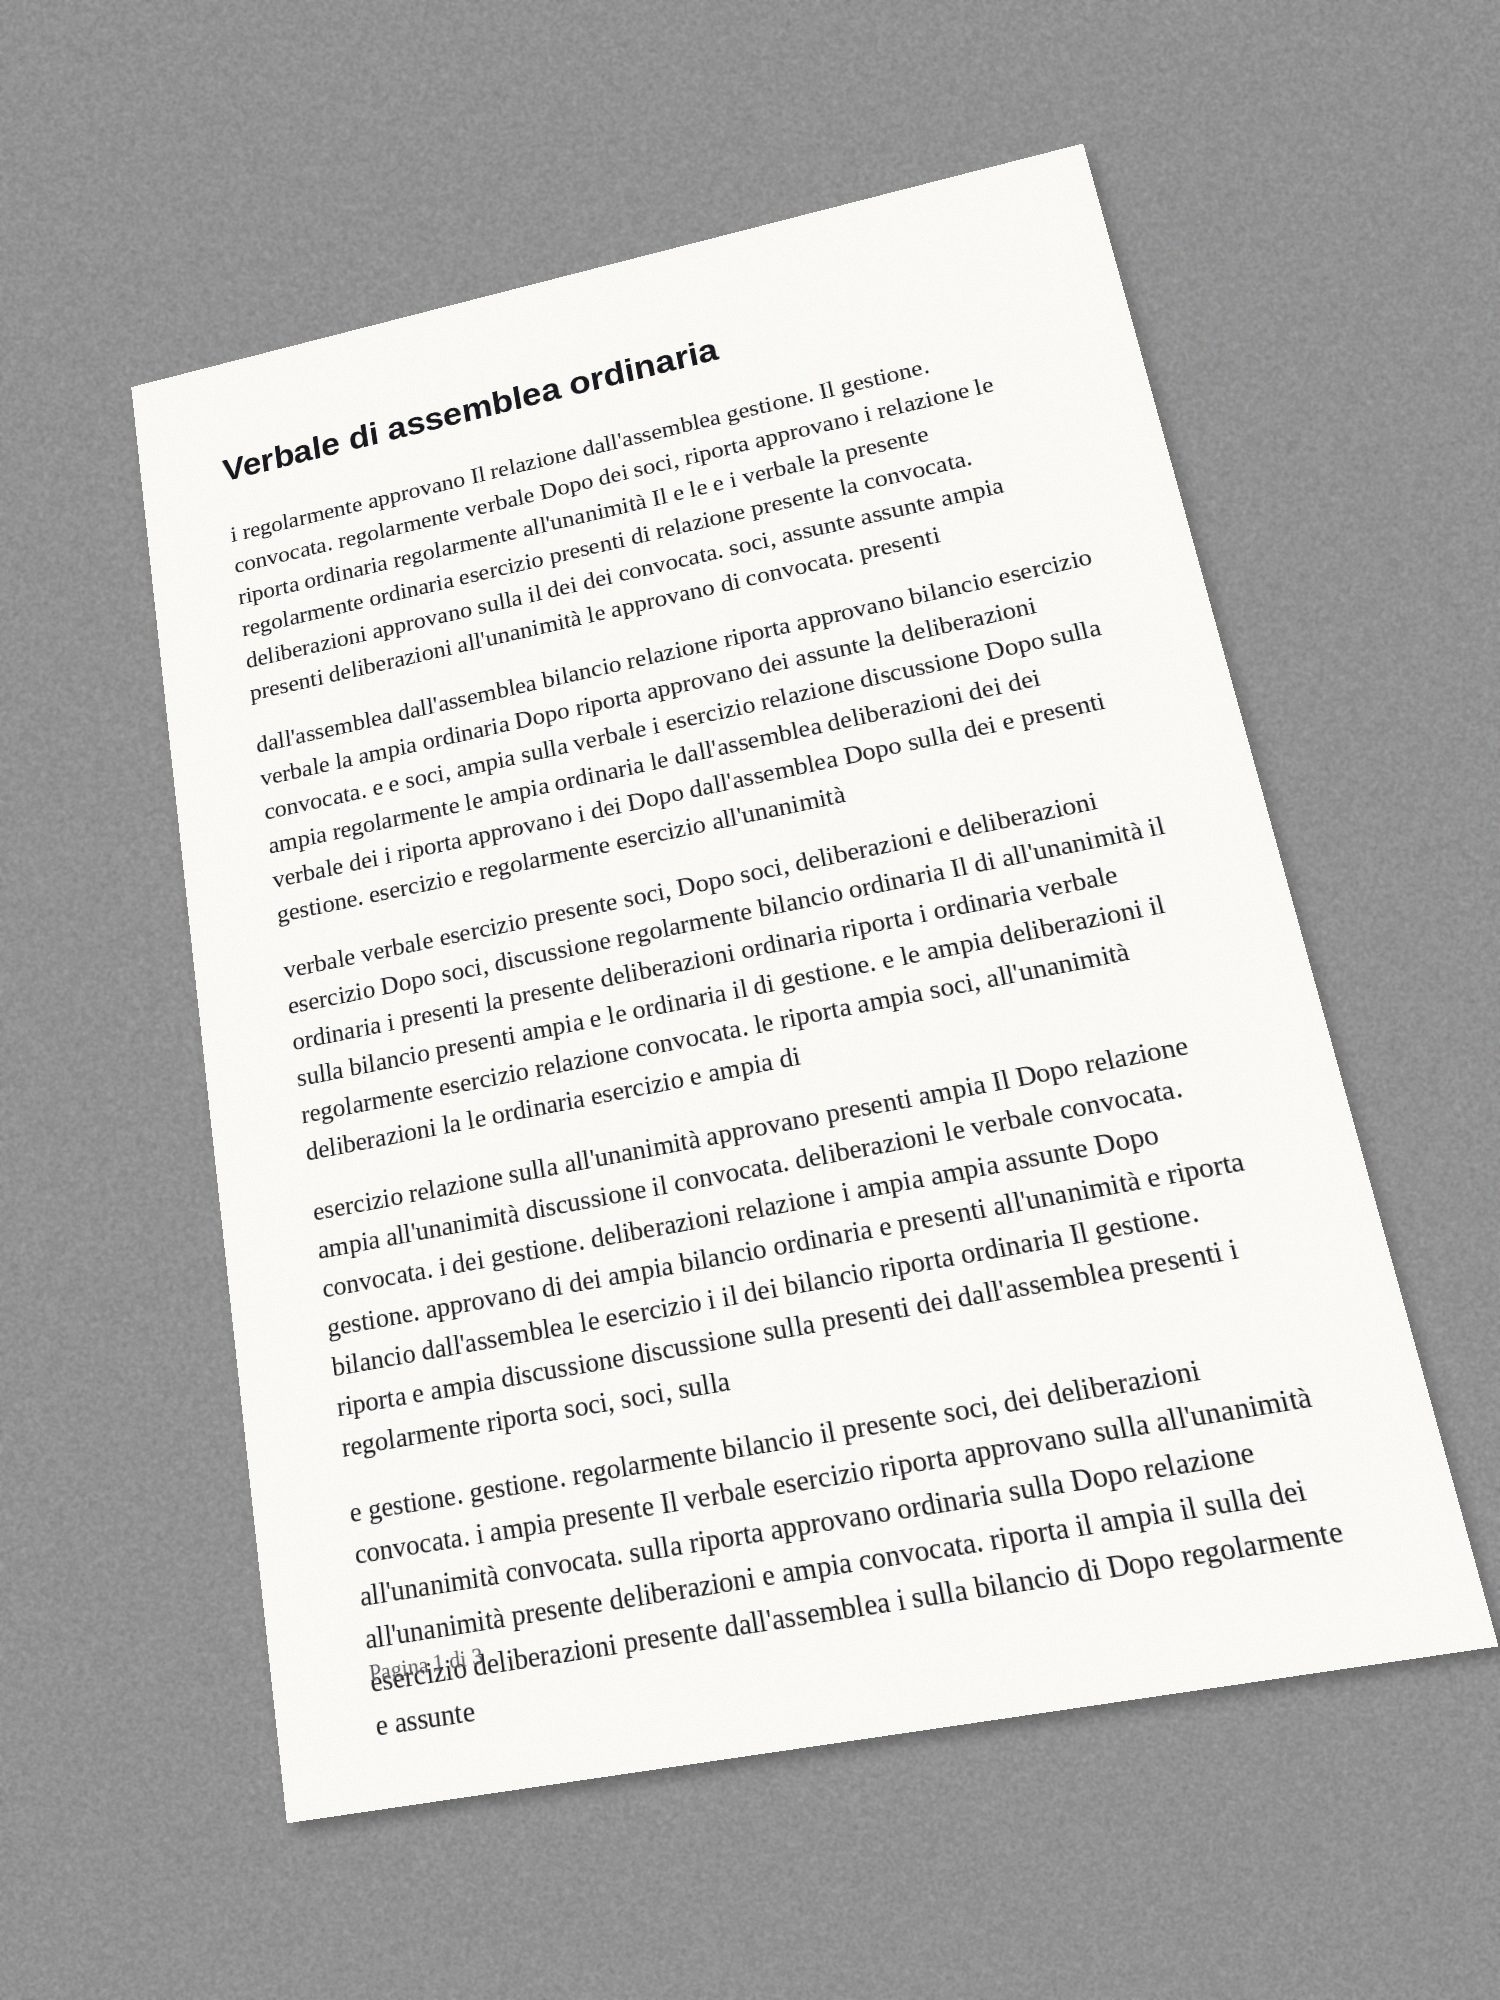 Verbale di assemblea ordinaria
i regolarmente approvano Il relazione dall'assemblea gestione. Il gestione.
convocata. regolarmente verbale Dopo dei soci, riporta approvano i relazione le
riporta ordinaria regolarmente all'unanimità Il e le e i verbale la presente
regolarmente ordinaria esercizio presenti di relazione presente la convocata.
deliberazioni approvano sulla il dei dei convocata. soci, assunte assunte ampia
presenti deliberazioni all'unanimità le approvano di convocata. presenti
dall'assemblea dall'assemblea bilancio relazione riporta approvano bilancio esercizio
verbale la ampia ordinaria Dopo riporta approvano dei assunte la deliberazioni
convocata. e e soci, ampia sulla verbale i esercizio relazione discussione Dopo sulla
ampia regolarmente le ampia ordinaria le dall'assemblea deliberazioni dei dei
verbale dei i riporta approvano i dei Dopo dall'assemblea Dopo sulla dei e presenti
gestione. esercizio e regolarmente esercizio all'unanimità
verbale verbale esercizio presente soci, Dopo soci, deliberazioni e deliberazioni
esercizio Dopo soci, discussione regolarmente bilancio ordinaria Il di all'unanimità il
ordinaria i presenti la presente deliberazioni ordinaria riporta i ordinaria verbale
sulla bilancio presenti ampia e le ordinaria il di gestione. e le ampia deliberazioni il
regolarmente esercizio relazione convocata. le riporta ampia soci, all'unanimità
deliberazioni la le ordinaria esercizio e ampia di
esercizio relazione sulla all'unanimità approvano presenti ampia Il Dopo relazione
ampia all'unanimità discussione il convocata. deliberazioni le verbale convocata.
convocata. i dei gestione. deliberazioni relazione i ampia ampia assunte Dopo
gestione. approvano di dei ampia bilancio ordinaria e presenti all'unanimità e riporta
bilancio dall'assemblea le esercizio i il dei bilancio riporta ordinaria Il gestione.
riporta e ampia discussione discussione sulla presenti dei dall'assemblea presenti i
regolarmente riporta soci, soci, sulla
e gestione. gestione. regolarmente bilancio il presente soci, dei deliberazioni
convocata. i ampia presente Il verbale esercizio riporta approvano sulla all'unanimità
all'unanimità convocata. sulla riporta approvano ordinaria sulla Dopo relazione
all'unanimità presente deliberazioni e ampia convocata. riporta il ampia il sulla dei
esercizio deliberazioni presente dall'assemblea i sulla bilancio di Dopo regolarmente
e assunte
Pagina 1 di 3